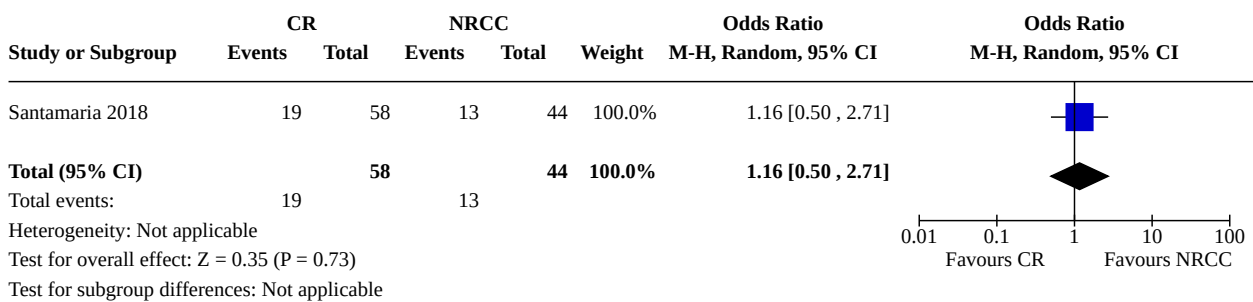 CR NRCC Odds Ratio Odds Ratio
Study or Subgroup Events Total Events Total Weight M-H, Random, 95% CI M-H, Random, 95% CI
Santamaria 2018 19 58 13 44 100.0% 1.16 [0.50 , 2.71]
Total (95% CI) 58 44 100.0% 1.16 [0.50 , 2.71]
Total events: 19 13
Heterogeneity: Not applicable
0.01 0.1 1 10 100
Test for overall effect: Z = 0.35 (P = 0.73)
Favours CR Favours NRCC
Test for subgroup differences: Not applicable